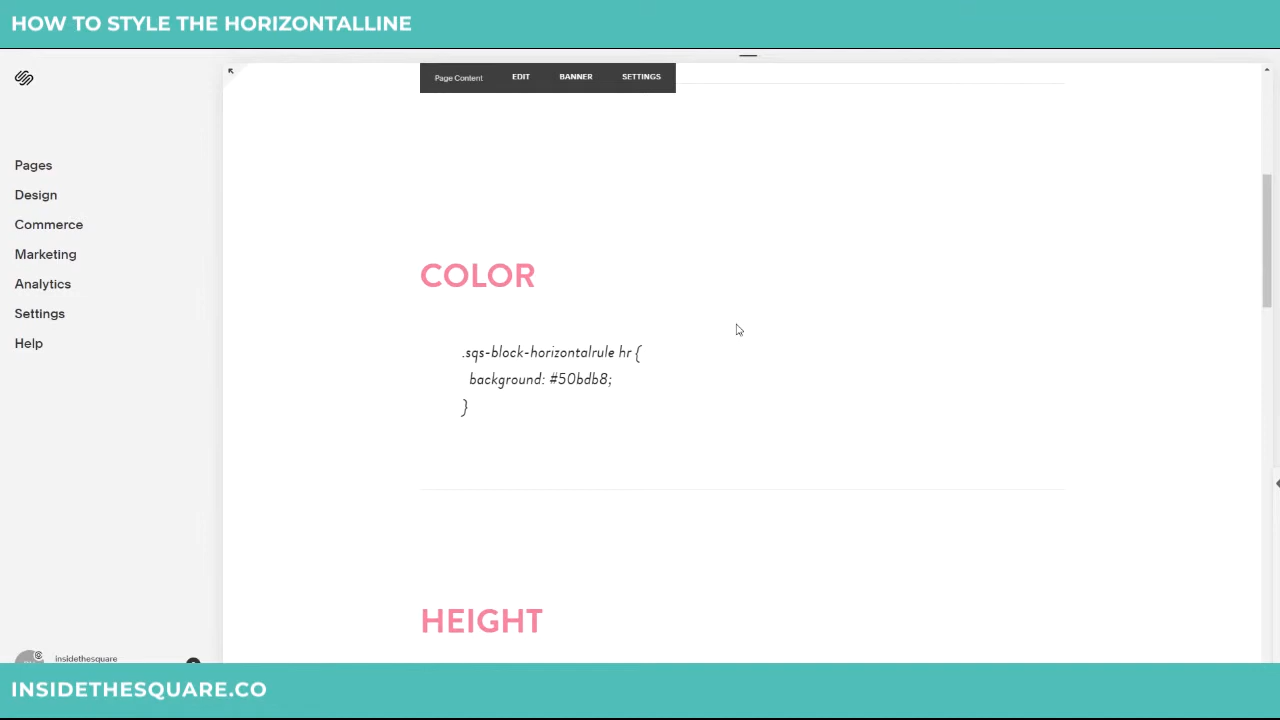 HOW TO STYLE THE HORIZONTALLINE
Page Content EDIT BANNER SETTINGS
Pages
Design
Commerce
Marketing
Analytics
Settings
Help
COLOR
.sqs-block-horizontalrule hr {
background: #50bdb8;
}
HEIGHT
insidethesquare
INSIDETHESQUARE.CO